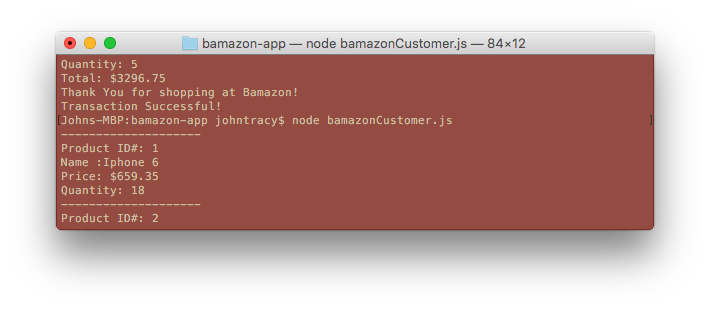 bamazon-app — node bamazonCustomer.js — 84×12
Quantity: 5
Total: $3296.75
Thank You for shopping at Bamazon!
Transaction Successful!
[Johns-MBP:bamazon-app johntracy$ node bamazonCustomer.js ]
--------------------
Product ID#: 1
Name :Iphone 6
Price: $659.35
Quantity: 18
--------------------
Product ID#: 2